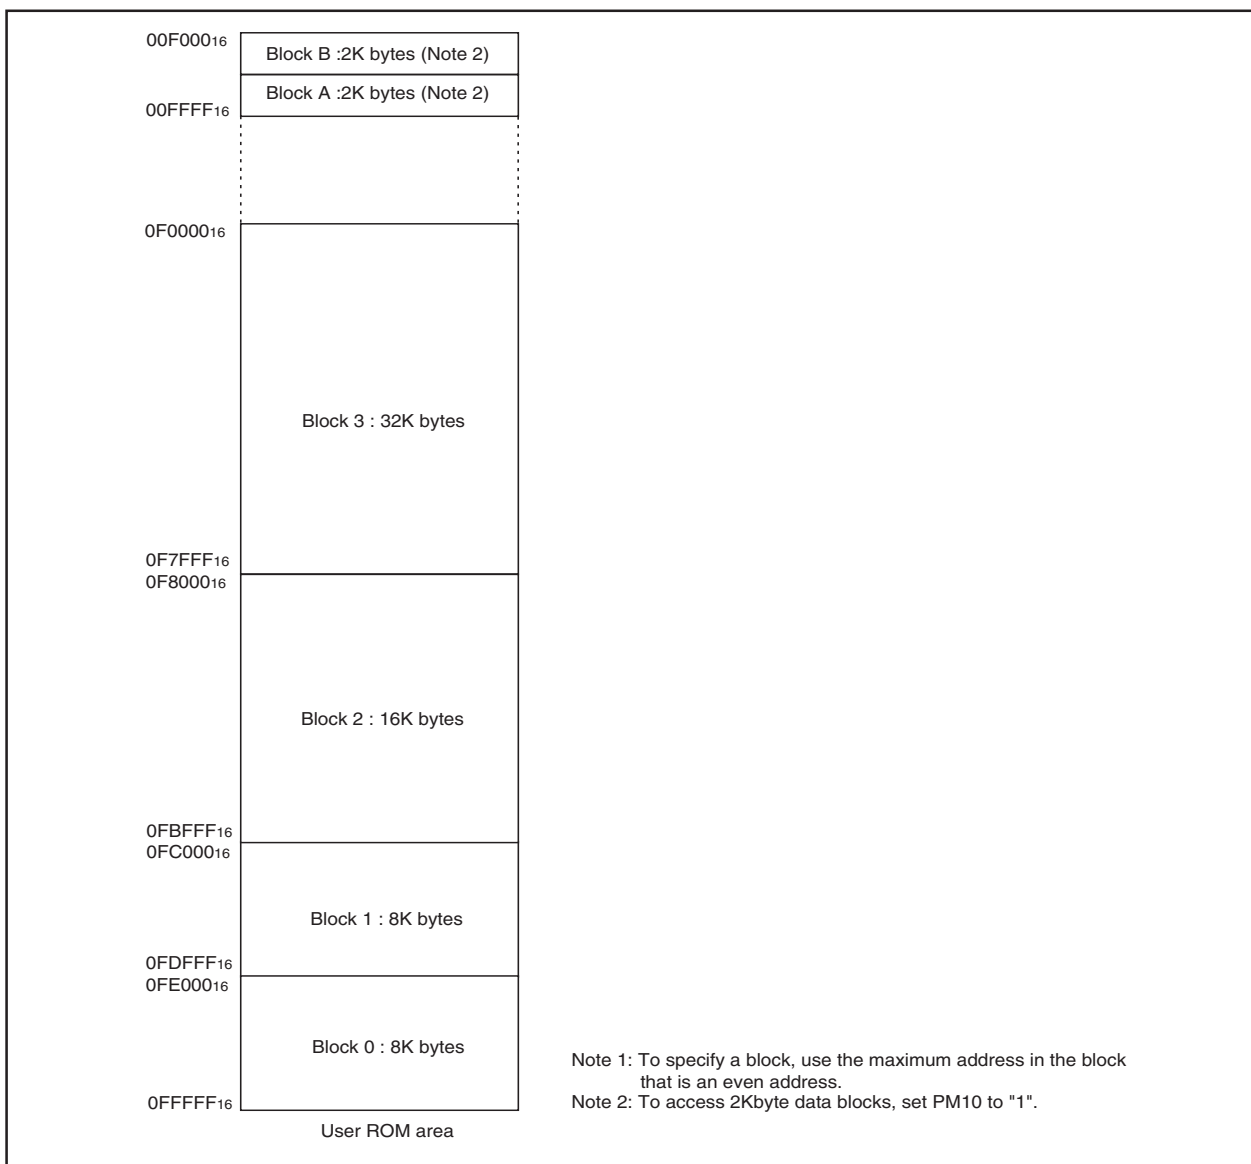 00F00016
Block B :2K bytes (Note 2)
Block A :2K bytes (Note 2)
00FFFF16
0F000016
Block 3 : 32K bytes
0F7FFF16
0F800016
Block 2 : 16K bytes
0FBFFF16
0FC00016
Block 1 : 8K bytes
0FDFFF16
0FE00016
Block 0 : 8K bytes
0FFFFF16
User ROM area
Note 1: To specify a block, use the maximum address in the block
that is an even address.
Note 2: To access 2Kbyte data blocks, set PM10 to "1".